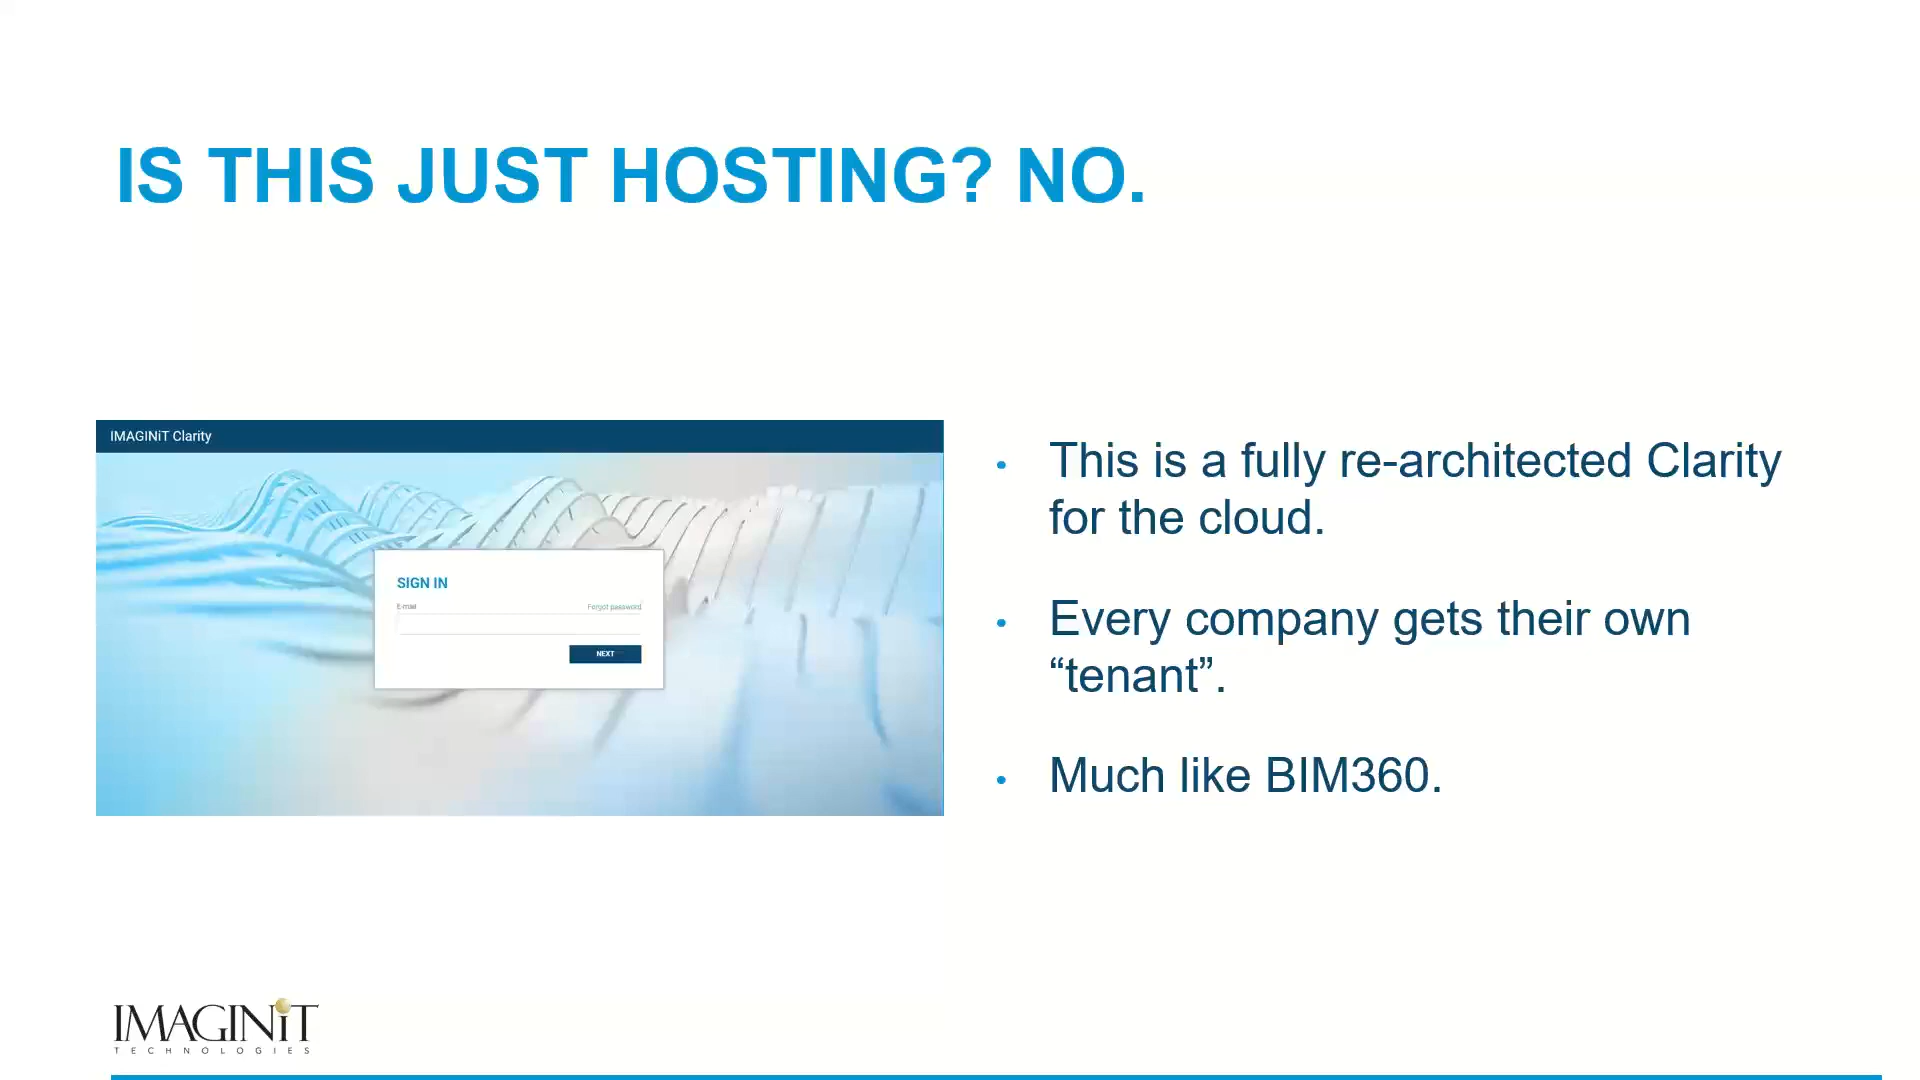 IS THIS JUST HOSTING? NO.
IMAGINiT Clarity
SIGN IN
E-mail
Forgot password
NEXT
• This is a fully re-architected Clarity
for the cloud.
• Every company gets their own
“tenant”.
• Much like BIM360.
IMAGINiT
TECHNOLOGIES